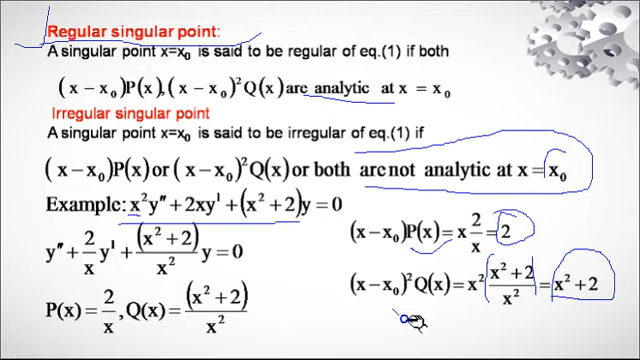 Regular singular point:
A singular point x=x₀ is said to be regular of eq.(1) if both
(x − x₀)P(x),(x − x₀)²Q(x) are analytic at x = x₀
Irregular singular point
A singular point x=x₀ is said to be irregular of eq.(1) if
(x − x₀)P(x) or (x − x₀)²Q(x) or both are not analytic at x = x₀
Example: x²y″ + 2xy¹ + (x² + 2)y = 0
y″ + 2/x y¹ + (x² + 2)/x² y = 0
P(x) = 2/x , Q(x) = (x² + 2)/x²
(x − x₀)P(x) = x 2/x = 2
(x − x₀)²Q(x) = x² (x² + 2/x²) = x² + 2